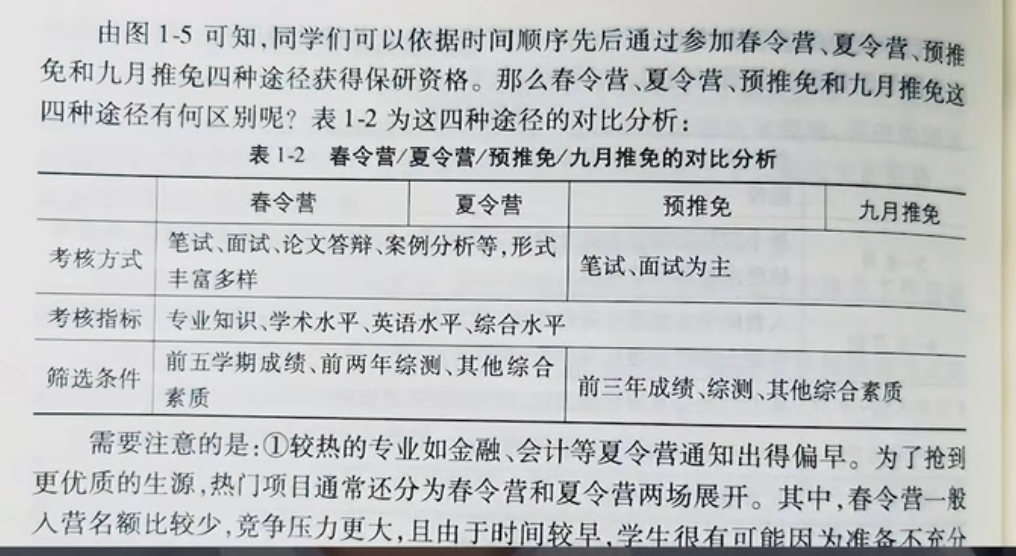 由图1-5可知,同学们可以依据时间顺序先后通过参加春令营、夏令营、预推
免和九月推免四种途径获得保研资格。那么春令营、夏令营、预推免和九月推免这
四种途径有何区别呢?表1-2为这四种途径的对比分析:
表1-2 春令营/夏令营/预推免/九月推免的对比分析
春令营 夏令营 预推免 九月推免
考核方式 笔试、面试、论文答辩、案例分析等,形式
丰富多样 笔试、面试为主
考核指标 专业知识、学术水平、英语水平、综合水平
筛选条件 前五学期成绩、前两年综测、其他综合
素质 前三年成绩、综测、其他综合素质
需要注意的是:①较热的专业如金融、会计等夏令营通知出得偏早。为了抢到
更优质的生源,热门项目通常还分为春令营和夏令营两场展开。其中,春令营一般
入营名额比较少,竞争压力更大,且由于时间较早,学生很有可能因为准备不充分